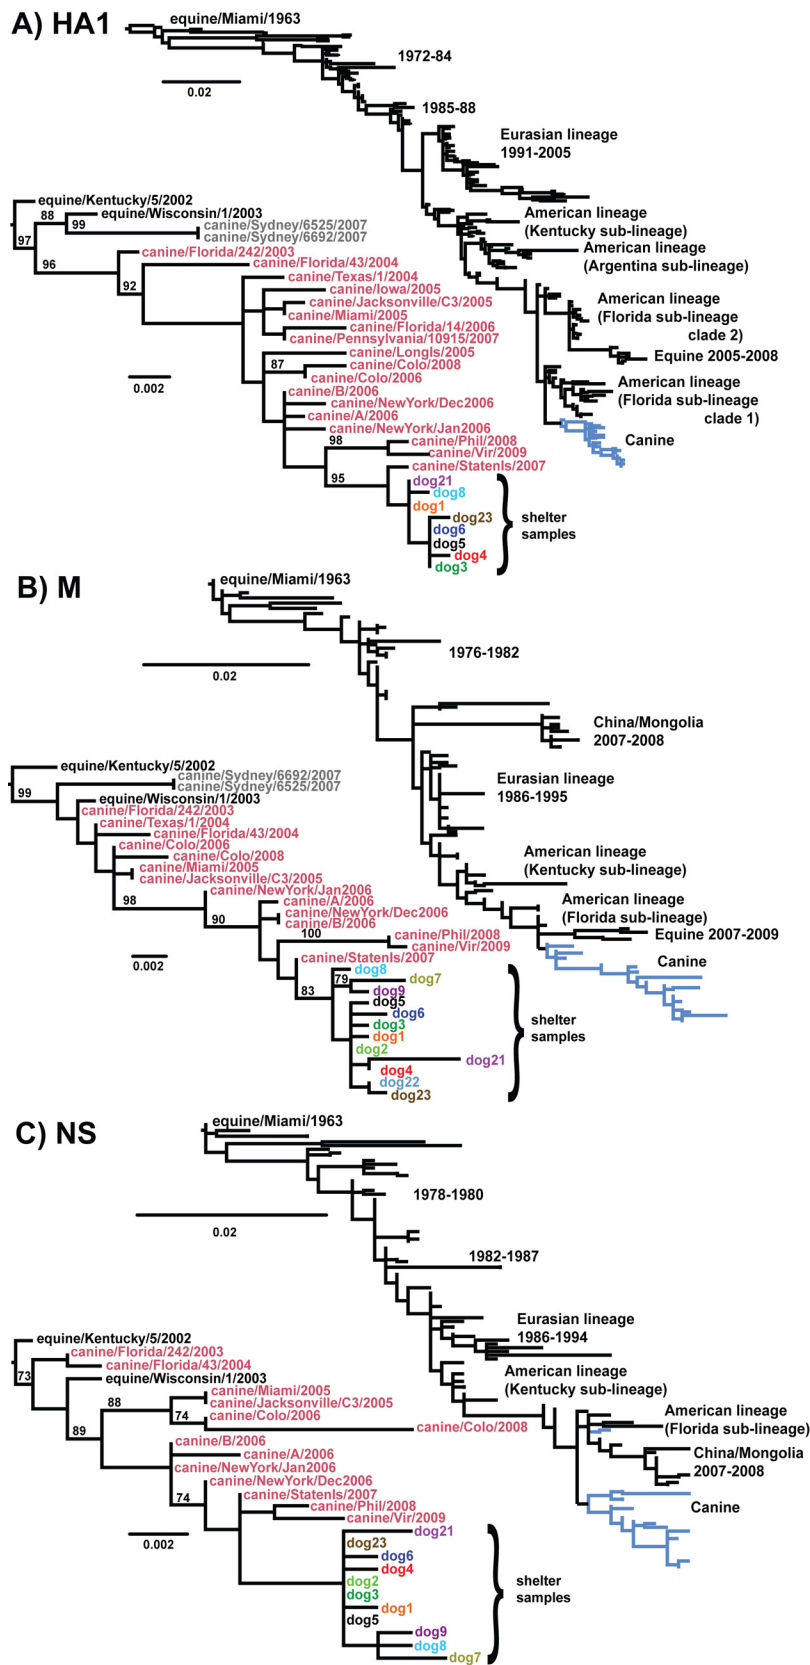 A) HA1
equine/Miami/1963
1972-84
0.02
1985-88
Eurasian lineage
1991-2005
equine/Kentucky/5/2002
88
equine/Wisconsin/1/2003
99
canine/Sydney/6525/2007
canine/Sydney/6692/2007
97
canine/Florida/242/2003
96
canine/Florida/43/2004
92
canine/Texas/1/2004
canine/Iowa/2005
canine/Jacksonville/C3/2005
canine/Miami/2005
canine/Florida/14/2006
canine/Pennsylvania/10915/2007
canine/LongIs/2005
87
canine/Colo/2008
canine/Colo/2006
canine/B/2006
canine/NewYork/Dec2006
canine/A/2006
canine/NewYork/Jan2006
98
canine/Phil/2008
canine/Vir/2009
canine/StatenIs/2007
95
dog21
dog8
dog1
dog23
dog6
dog5
dog4
dog3
shelter
samples
0.002
American lineage
(Kentucky sub-lineage)
American lineage
(Argentina sub-lineage)
American lineage
(Florida sub-lineage
clade 2)
Equine 2005-2008
American lineage
(Florida sub-lineage
clade 1)
Canine
B) M
equine/Miami/1963
1976-1982
0.02
China/Mongolia
2007-2008
Eurasian lineage
1986-1995
American lineage
(Kentucky sub-lineage)
American lineage
(Florida sub-lineage)
Equine 2007-2009
Canine
equine/Kentucky/5/2002
99
canine/Sydney/6692/2007
canine/Sydney/6525/2007
equine/Wisconsin/1/2003
canine/Florida/242/2003
canine/Texas/1/2004
canine/Florida/43/2004
canine/Colo/2006
canine/Colo/2008
canine/Miami/2005
canine/Jacksonville/C3/2005
98
canine/NewYork/Jan2006
canine/A/2006
90
canine/NewYork/Dec2006
canine/B/2006
100
canine/Phil/2008
canine/Vir/2009
canine/StatenIs/2007
0.002
83
dog8
79
dog7
dog9
dog5
dog6
dog3
dog1
dog2
dog21
dog4
dog22
dog23
shelter
samples
C) NS
equine/Miami/1963
1978-1980
0.02
1982-1987
Eurasian lineage
1986-1994
American lineage
(Kentucky sub-lineage)
American lineage
(Florida sub-lineage)
China/Mongolia
2007-2008
Canine
equine/Kentucky/5/2002
73
canine/Florida/242/2003
canine/Florida/43/2004
equine/Wisconsin/1/2003
88
canine/Miami/2005
canine/Jacksonville/C3/2005
74
canine/Colo/2006
canine/Colo/2008
89
canine/B/2006
canine/A/2006
canine/NewYork/Jan2006
canine/NewYork/Dec2006
74
canine/StatenIs/2007
canine/Phil/2008
canine/Vir/2009
0.002
dog21
dog23
dog6
dog4
dog2
dog3
dog1
dog5
dog9
dog8
dog7
shelter
samples